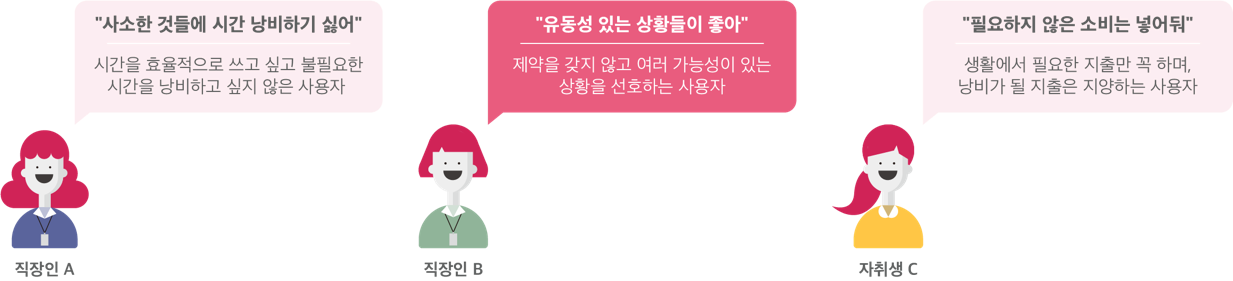 "사소한 것들에 시간 낭비하기 싫어"
시간을 효율적으로 쓰고 싶고 불필요한
시간을 낭비하고 싶지 않은 사용자
직장인 A
"유동성 있는 상황들이 좋아"
제약을 갖지 않고 여러 가능성이 있는
상황을 선호하는 사용자
직장인 B
"필요하지 않은 소비는 넣어둬"
생활에서 필요한 지출만 꼭 하며,
낭비가 될 지출은 지양하는 사용자
자취생 C